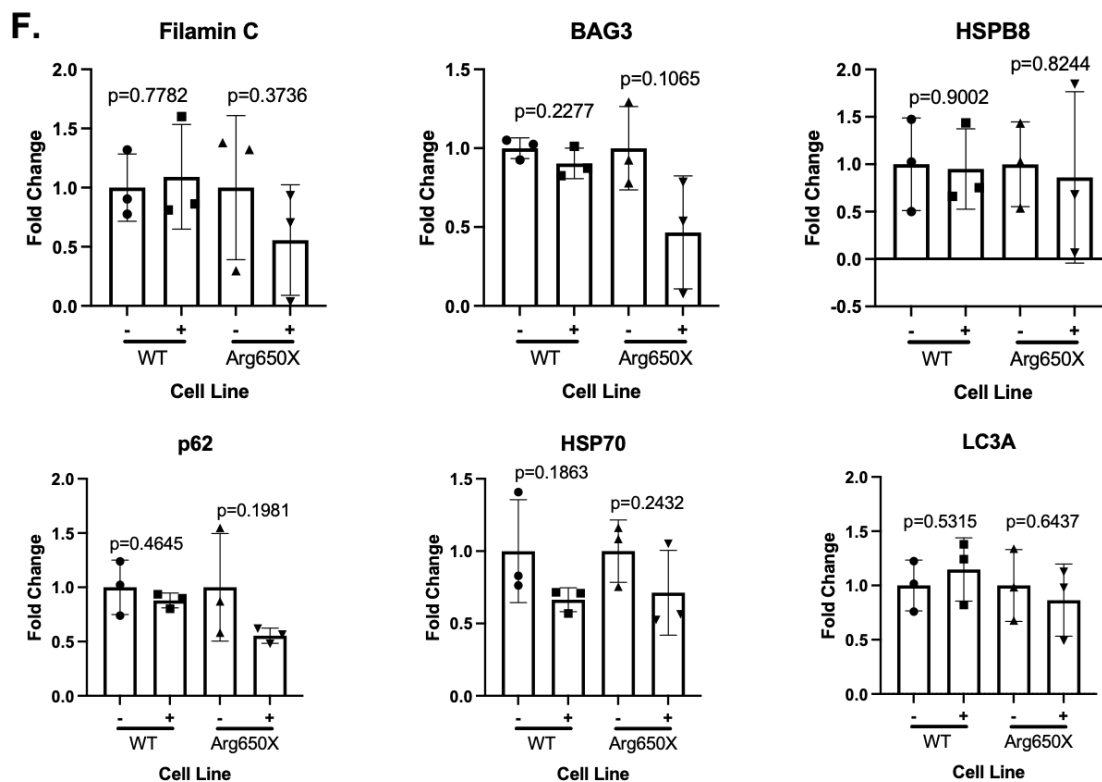 F.
Filamin C
BAG3
HSPB8
Fold Change
2.0
1.5
1.0
0.5
0.0
p=0.7782
p=0.3736
- + - +
WT Arg650X
Cell Line
Fold Change
1.5
1.0
0.5
0.0
p=0.2277
p=0.1065
- + - +
WT Arg650X
Cell Line
Fold Change
2.0
1.5
1.0
0.5
0.0
-0.5
p=0.9002
p=0.8244
- + - +
WT Arg650X
Cell Line
p62
HSP70
LC3A
Fold Change
2.0
1.5
1.0
0.5
0.0
p=0.4645
p=0.1981
- + - +
WT Arg650X
Cell Line
Fold Change
1.5
1.0
0.5
0.0
p=0.1863
p=0.2432
- + - +
WT Arg650X
Cell Line
Fold Change
2.0
1.5
1.0
0.5
0.0
p=0.5315
p=0.6437
- + - +
WT Arg650X
Cell Line